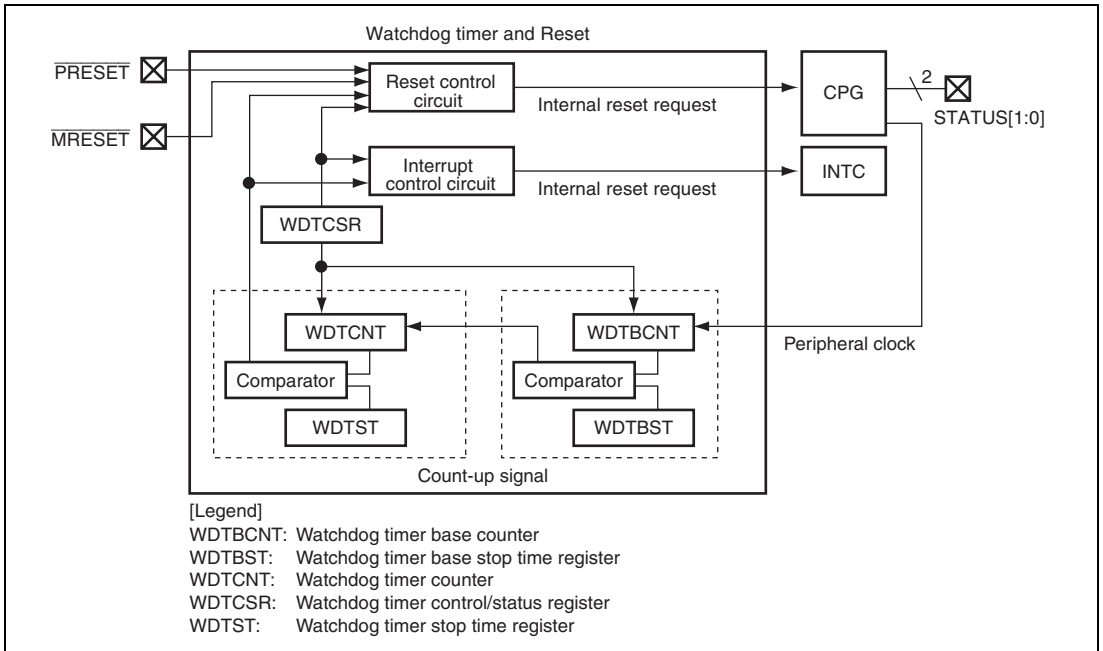 Watchdog timer and Reset
PRESET
MRESET
Reset control
circuit
Internal reset request
CPG
2
STATUS[1:0]
Interrupt
control circuit
Internal reset request
INTC
WDTCSR
WDTCNT
WDTBCNT
Peripheral clock
Comparator
Comparator
WDTST
WDTBST
Count-up signal
[Legend]
WDTBCNT: Watchdog timer base counter
WDTBST: Watchdog timer base stop time register
WDTCNT: Watchdog timer counter
WDTCSR: Watchdog timer control/status register
WDTST: Watchdog timer stop time register